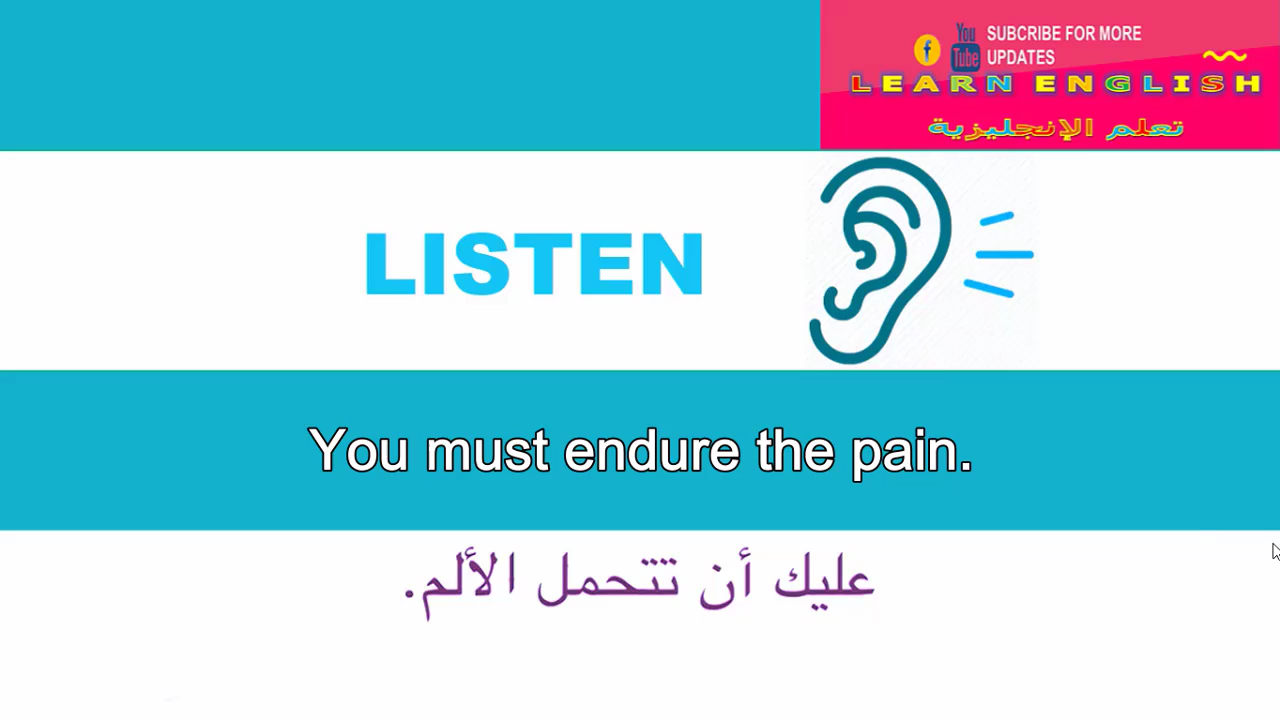 f You Tube SUBCRIBE FOR MORE
UPDATES
LEARN ENGLISH
تعلم الإنجليزية
LISTEN
You must endure the pain.
عليك أن تتحمل الألم.